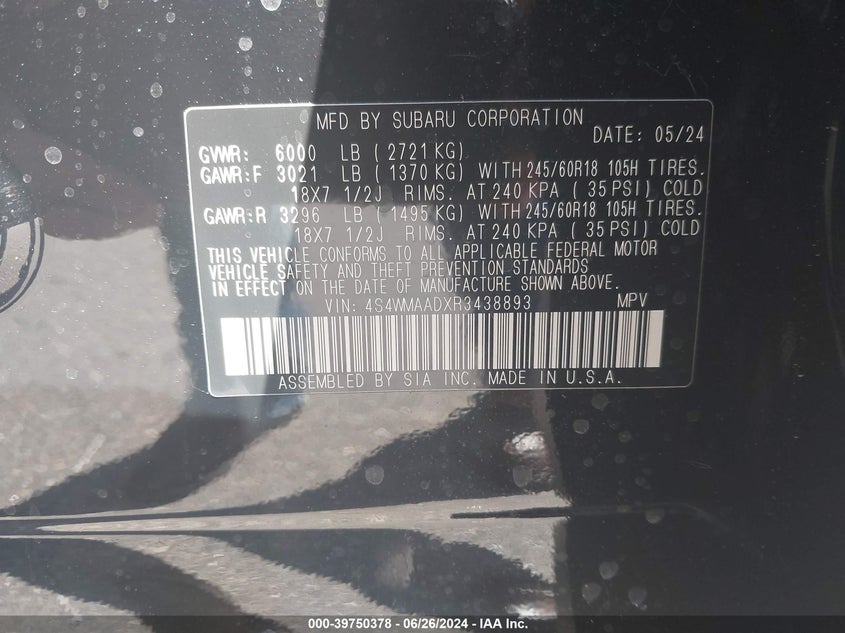 MFD BY SUBARU CORPORATION
DATE: 05/24
GVWR: 6000 LB ( 2721 KG)
GAWR:F 3021 LB ( 1370 KG) WITH 245/60R18 105H TIRES.
18X7 1/2J RIMS. AT 240 KPA ( 35 PSI) COLD
GAWR:R 3296 LB ( 1495 KG) WITH 245/60R18 105H TIRES.
18X7 1/2J RIMS. AT 240 KPA ( 35 PSI) COLD
THIS VEHICLE CONFORMS TO ALL APPLICABLE FEDERAL MOTOR
VEHICLE SAFETY AND THEFT PREVENTION STANDARDS
IN EFFECT ON THE DATE OF MANUFACTURE SHOWN ABOVE.
VIN: 4S4WMAADXR3438893 MPV
ASSEMBLED BY SIA INC. MADE IN U.S.A.
000-39750378 - 06/26/2024 - IAA Inc.